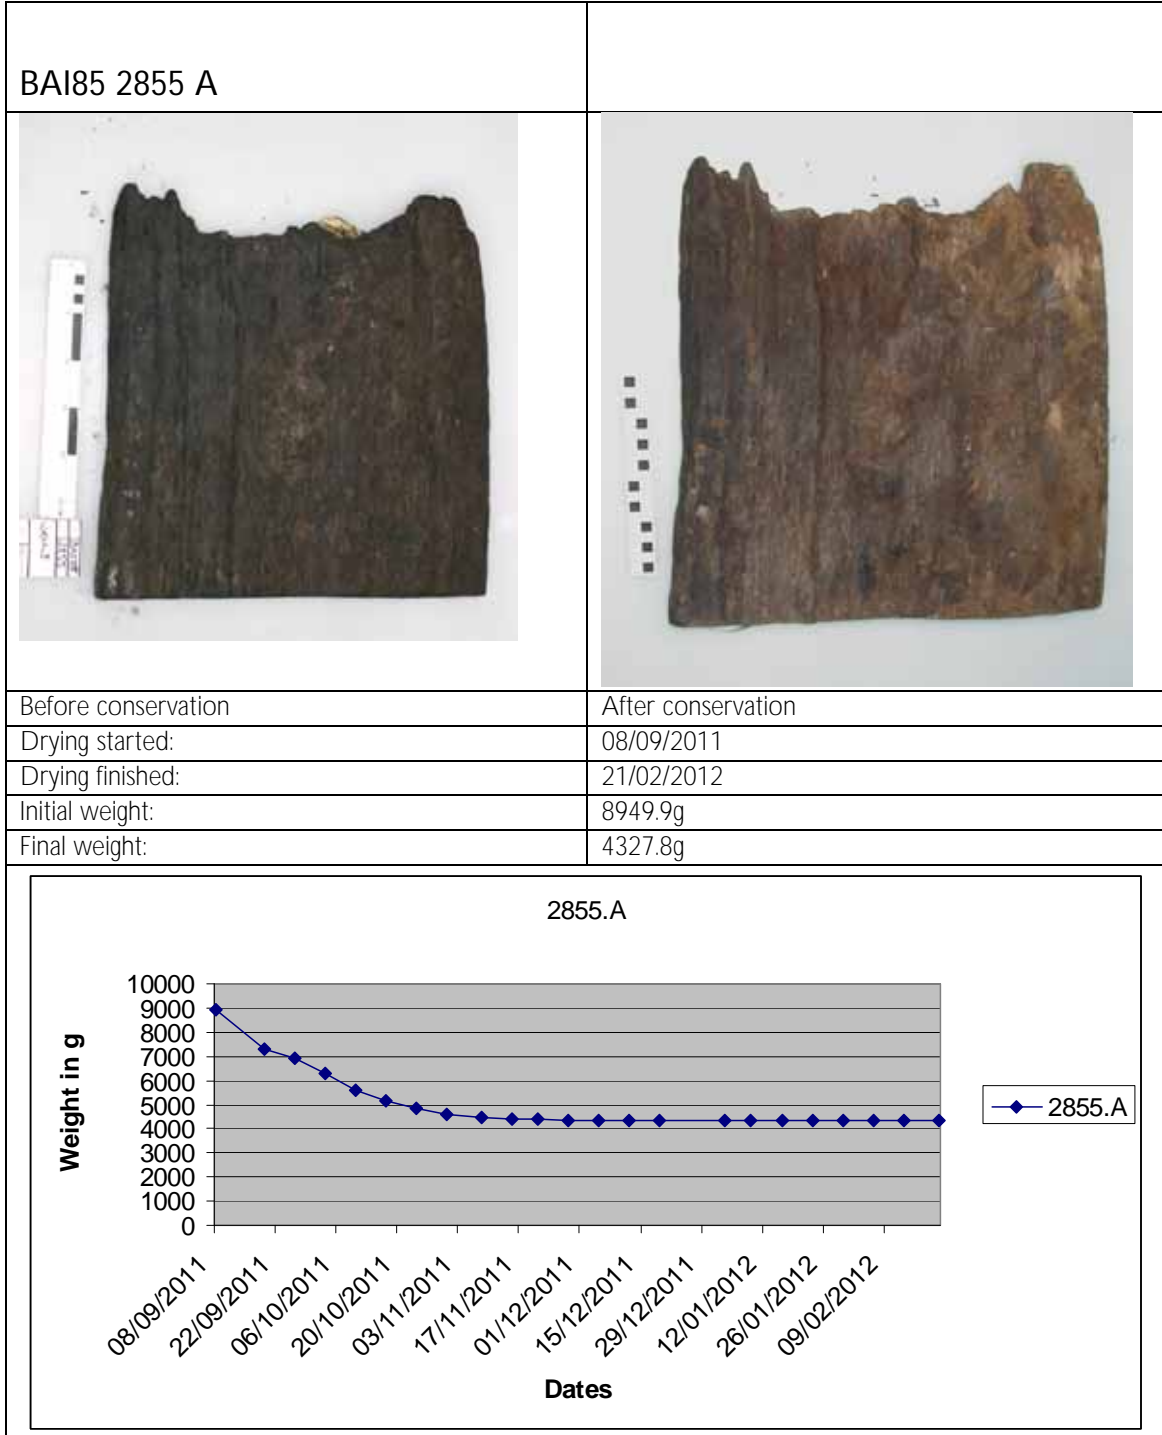 BAI85 2855 A
Before conservation
After conservation
Drying started:
08/09/2011
Drying finished:
21/02/2012
Initial weight:
8949.9g
Final weight:
4327.8g
2855.A
Weight in g
10000
9000
8000
7000
6000
5000
4000
3000
2000
1000
0
2855.A
08/09/2011
22/09/2011
06/10/2011
20/10/2011
03/11/2011
17/11/2011
01/12/2011
15/12/2011
29/12/2011
12/01/2012
26/01/2012
09/02/2012
Dates